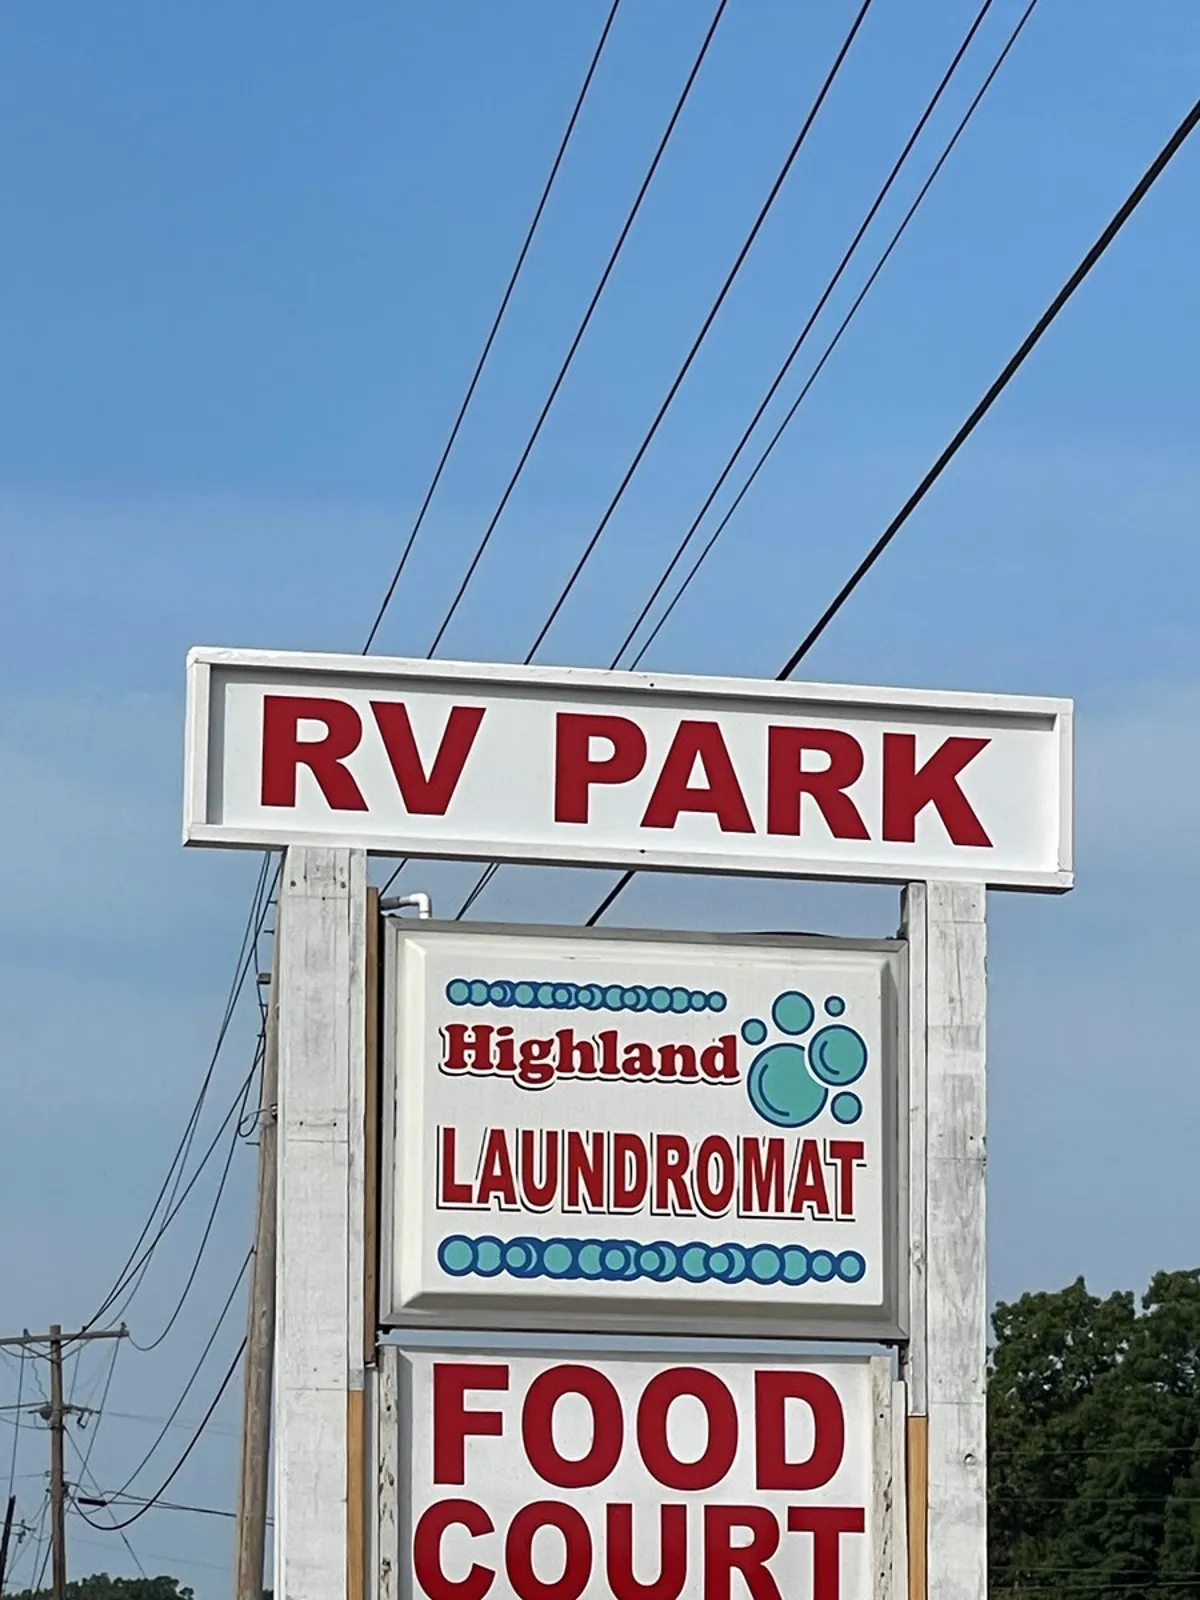 RV PARK
Highland
LAUNDROMAT
FOOD
COURT